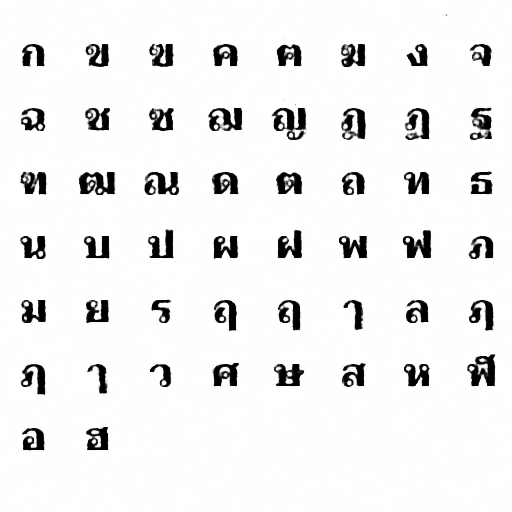 ก ข ฃ ค ฅ ฆ ง จ
ฉ ช ซ ฌ ญ ฎ ฏ ฐ
ฑ ฒ ณ ด ต ถ ท ธ
น บ ป ผ ฝ พ ฟ ภ
ม ย ร ฤ ฤ ๅ ล ฦ
ฦ ๅ ว ศ ษ ส ห ฬ
อ ฮ